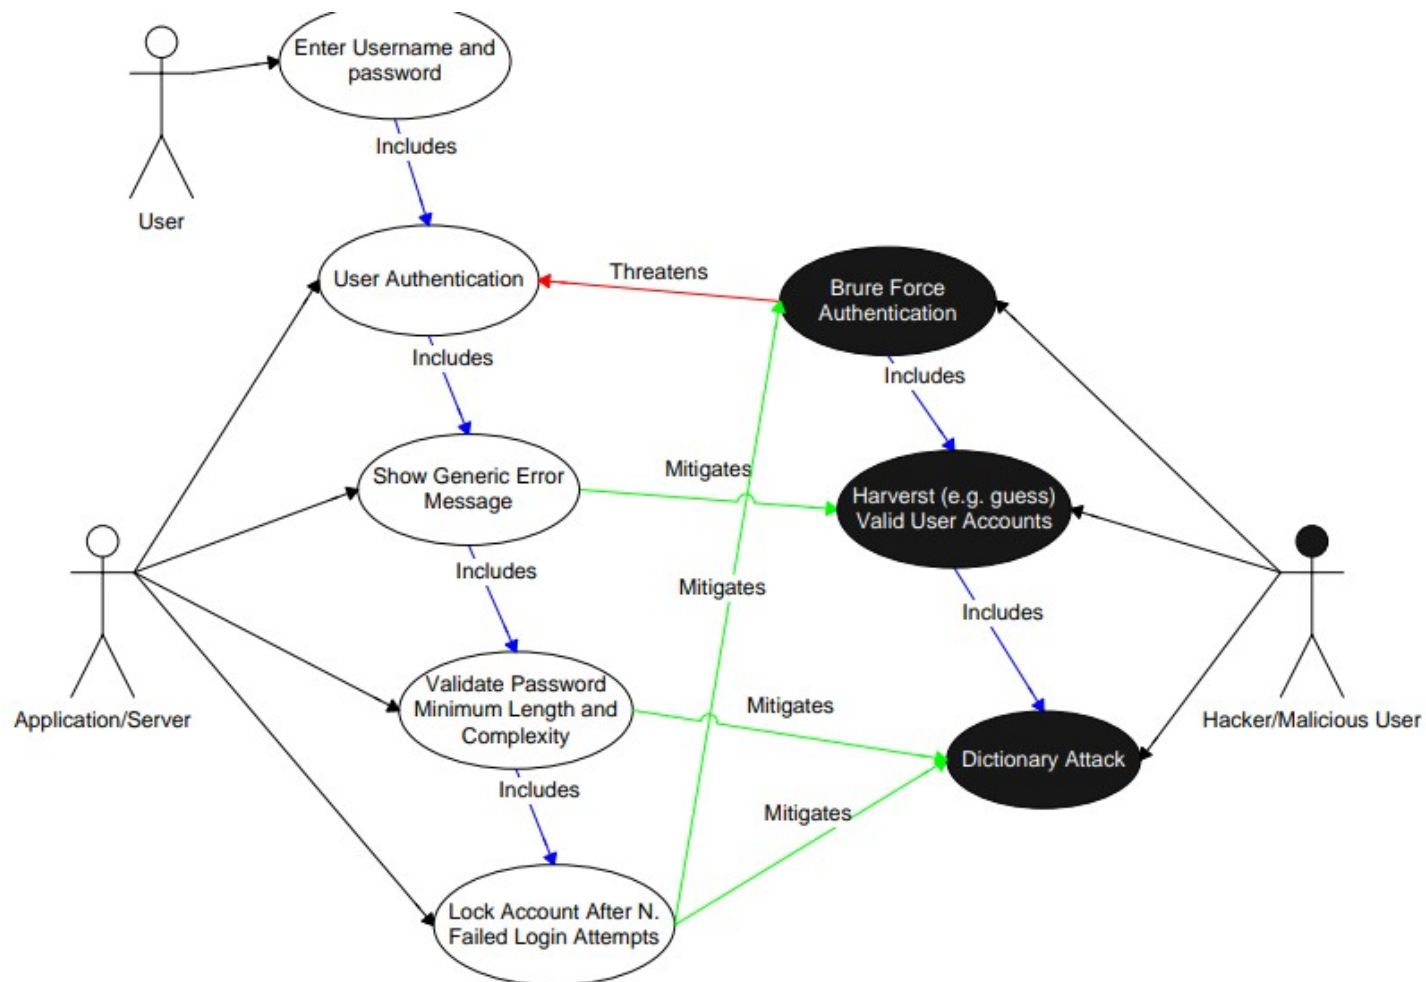 Enter Username and
password
Includes
User
User Authentication
Threatens
Brure Force
Authentication
Includes
Includes
Show Generic Error
Message
Mitigates
Harverst (e.g. guess)
Valid User Accounts
Includes
Mitigates
Includes
Application/Server
Validate Password
Minimum Length and
Complexity
Mitigates
Hacker/Malicious User
Dictionary Attack
Includes
Mitigates
Lock Account After N.
Failed Login Attempts